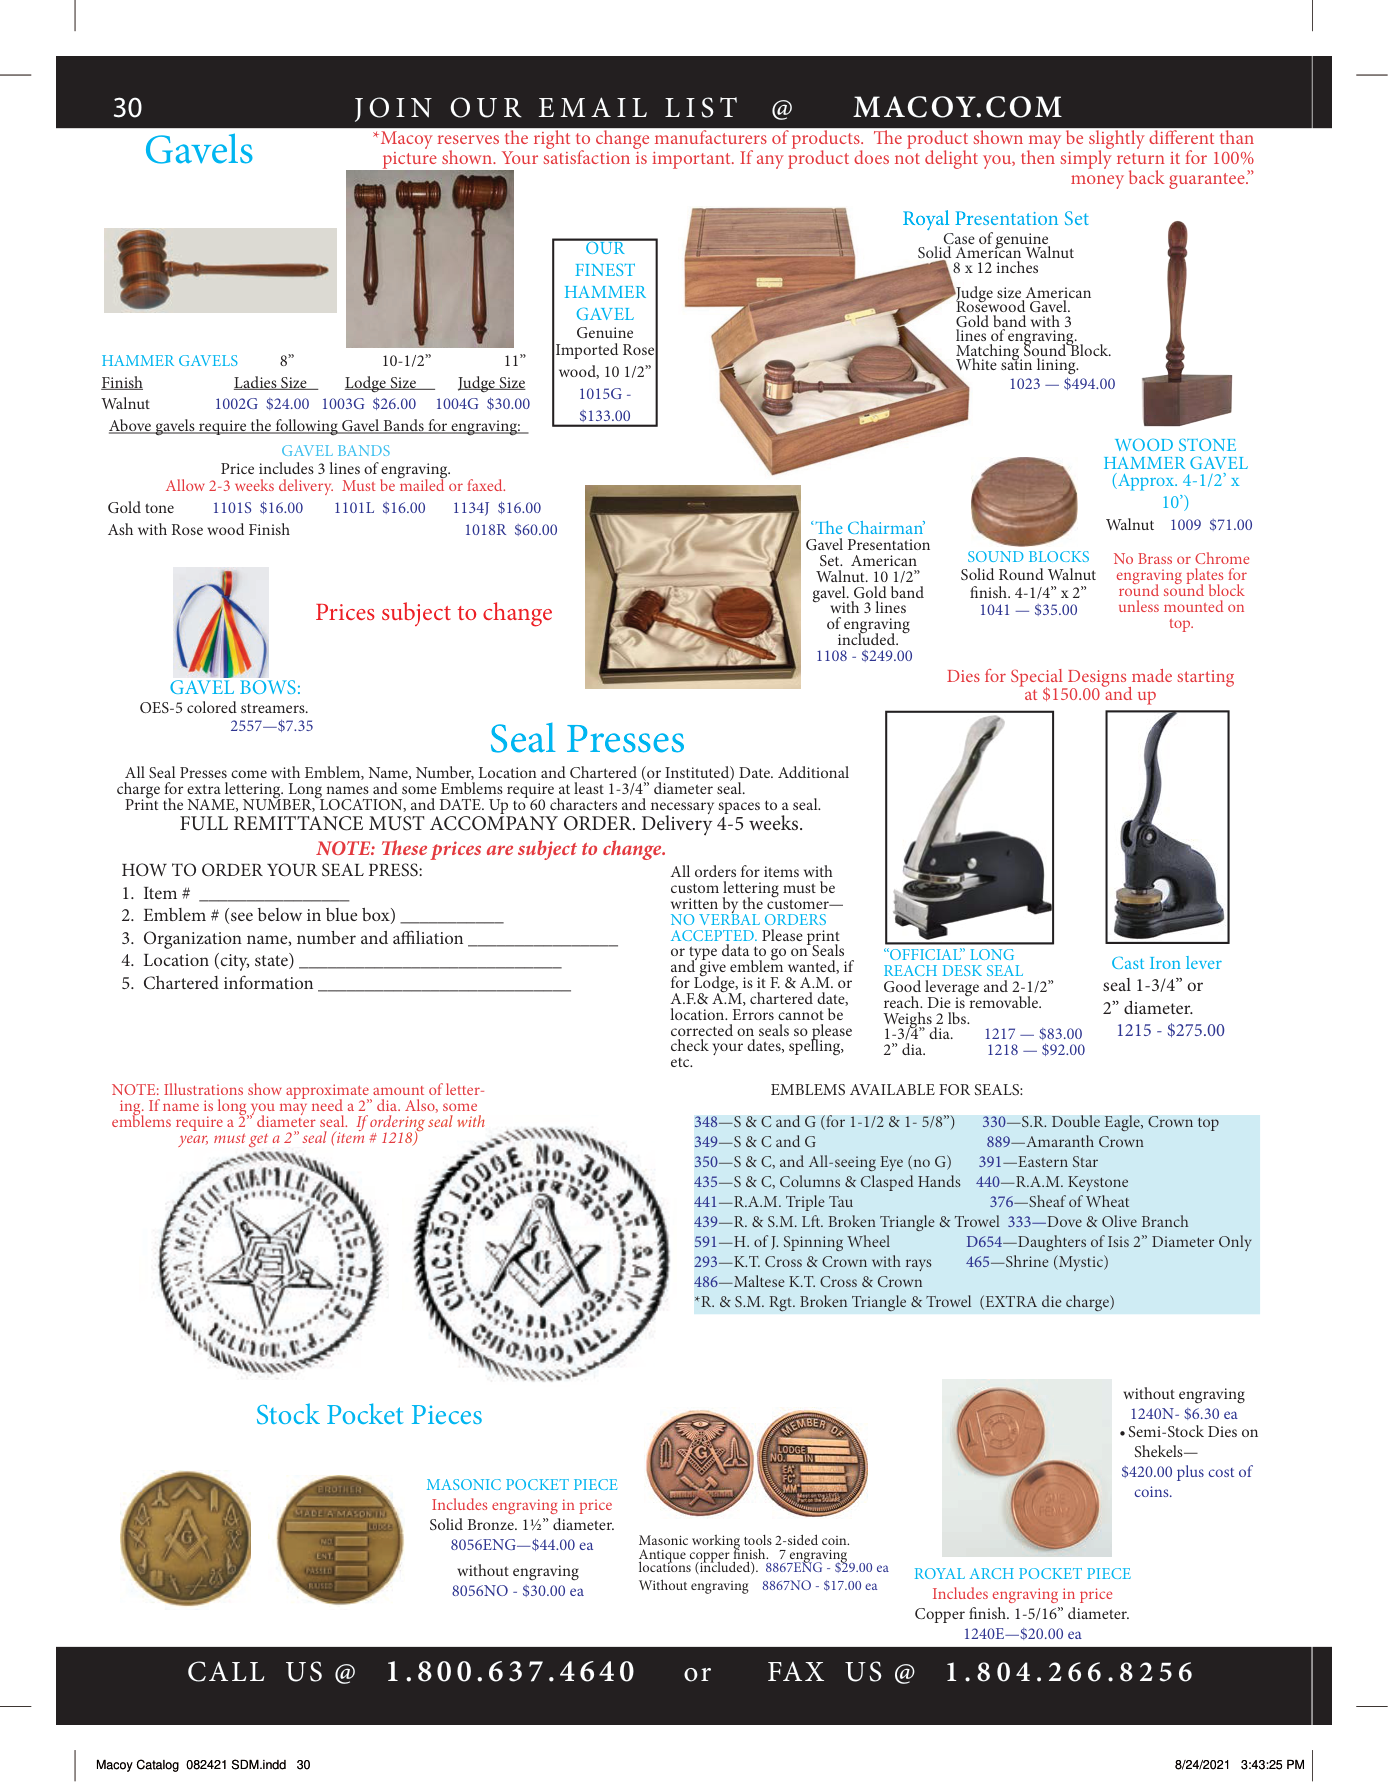 30
JOIN OUR EMAIL LIST @ MACOY.COM
Gavels
*Macoy reserves the right to change manufacturers of products. The product shown may be slightly different than
picture shown. Your satisfaction is important. If any product does not delight you, then simply return it for 100%
money back guarantee.”
HAMMER GAVELS 8” 10-1/2” 11”
Finish Ladies Size Lodge Size Judge Size
Walnut 1002G $24.00 1003G $26.00 1004G $30.00
Above gavels require the following Gavel Bands for engraving:
GAVEL BANDS
Price includes 3 lines of engraving.
Allow 2-3 weeks delivery. Must be mailed or faxed.
Gold tone 1101S $16.00 1101L $16.00 1134J $16.00
Ash with Rose wood Finish 1018R $60.00
OUR
FINEST
HAMMER
GAVEL
Genuine
Imported Rose
wood, 10 1/2”
1015G -
$133.00
Royal Presentation Set
Case of genuine
Solid American Walnut
8 x 12 inches
Judge size American
Rosewood Gavel.
Gold band with 3
lines of engraving.
Matching Sound Block.
White satin lining.
1023 — $494.00
WOOD STONE
HAMMER GAVEL
(Approx. 4-1/2’ x
10’)
Walnut 1009 $71.00
No Brass or Chrome
engraving plates for
round sound block
unless mounted on
top.
SOUND BLOCKS
Solid Round Walnut
finish. 4-1/4” x 2”
1041 — $35.00
‘The Chairman’
Gavel Presentation
Set. American
Walnut. 10 1/2”
gavel. Gold band
with 3 lines
of engraving
included.
1108 - $249.00
Prices subject to change
GAVEL BOWS:
OES-5 colored streamers.
2557—$7.35
Dies for Special Designs made starting
at $150.00 and up
Seal Presses
All Seal Presses come with Emblem, Name, Number, Location and Chartered (or Instituted) Date. Additional
charge for extra lettering. Long names and some Emblems require at least 1-3/4” diameter seal.
Print the NAME, NUMBER, LOCATION, and DATE. Up to 60 characters and necessary spaces to a seal.
FULL REMITTANCE MUST ACCOMPANY ORDER. Delivery 4-5 weeks.
NOTE: These prices are subject to change.
HOW TO ORDER YOUR SEAL PRESS:
1. Item # ________________
2. Emblem # (see below in blue box) ___________
3. Organization name, number and affiliation ________________
4. Location (city, state) ____________________________
5. Chartered information ___________________________
All orders for items with
custom lettering must be
written by the customer—
NO VERBAL ORDERS
ACCEPTED. Please print
or type data to go on Seals
and give emblem wanted, if
for Lodge, is it F. & A.M. or
A.F.& A.M, chartered date,
location. Errors cannot be
corrected on seals so please
check your dates, spelling,
etc.
“OFFICIAL” LONG
REACH DESK SEAL
Good leverage and 2-1/2”
reach. Die is removable.
Weighs 2 lbs.
1-3/4” dia. 1217 — $83.00
2” dia. 1218 — $92.00
Cast Iron lever
seal 1-3/4” or
2” diameter.
1215 - $275.00
NOTE: Illustrations show approximate amount of letter-
ing. If name is long you may need a 2” dia. Also, some
emblems require a 2” diameter seal. If ordering seal with
year, must get a 2” seal (item # 1218)
CHICAGO LODGE No. 30, A.F. & A.M.
CHARTERED
G
CHICAGO, ILL.
EMBLEMS AVAILABLE FOR SEALS:
348—S & C and G (for 1-1/2 & 1- 5/8”) 330—S.R. Double Eagle, Crown top
349—S & C and G 889—Amaranth Crown
350—S & C, and All-seeing Eye (no G) 391—Eastern Star
435—S & C, Columns & Clasped Hands 440—R.A.M. Keystone
441—R.A.M. Triple Tau 376—Sheaf of Wheat
439—R. & S.M. Lft. Broken Triangle & Trowel 333—Dove & Olive Branch
591—H. of J. Spinning Wheel D654—Daughters of Isis 2” Diameter Only
293—K.T. Cross & Crown with rays 465—Shrine (Mystic)
486—Maltese K.T. Cross & Crown
*R. & S.M. Rgt. Broken Triangle & Trowel (EXTRA die charge)
Stock Pocket Pieces
G
BROTHER
MADE A MASON IN
LODGE
NO.
ENT.
PASSED
RAISED
MASONIC POCKET PIECE
Includes engraving in price
Solid Bronze. 1½” diameter.
8056ENG—$44.00 ea
without engraving
8056NO - $30.00 ea
G
MEMBER OF
LODGE
NO. IN
EA°
FC°
MM°
Masonic working tools 2-sided coin.
Antique copper finish. 7 engraving
locations (included). 8867ENG - $29.00 ea
Without engraving 8867NO - $17.00 ea
without engraving
1240N- $6.30 ea
• Semi-Stock Dies on
Shekels—
$420.00 plus cost of
coins.
ROYAL ARCH POCKET PIECE
Includes engraving in price
Copper finish. 1-5/16” diameter.
1240E—$20.00 ea
CALL US @ 1.800.637.4640 or FAX US @ 1.804.266.8256
Macoy Catalog 082421 SDM.indd 30
8/24/2021 3:43:25 PM